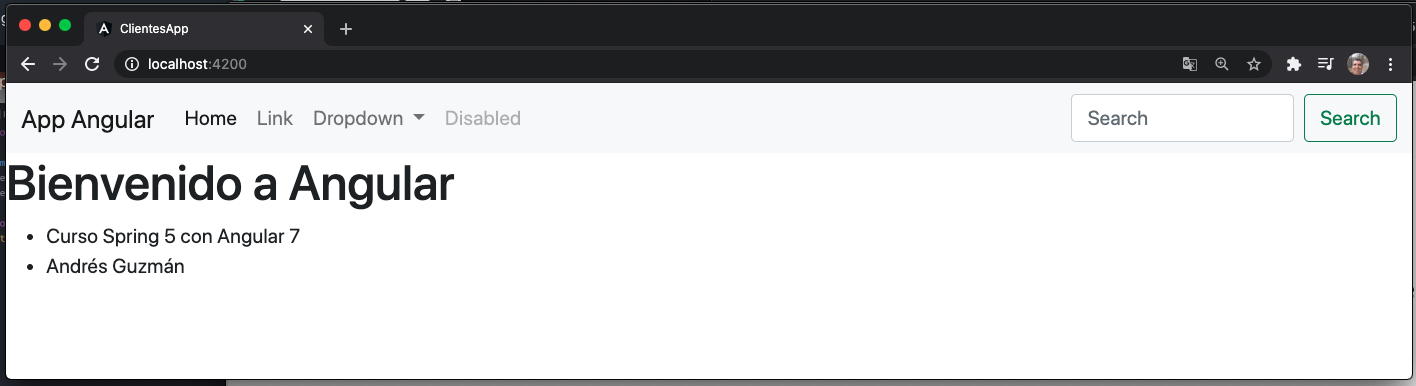 ClientesApp
localhost:4200
App Angular Home Link Dropdown Disabled Search Search
Bienvenido a Angular
Curso Spring 5 con Angular 7
Andrés Guzmán